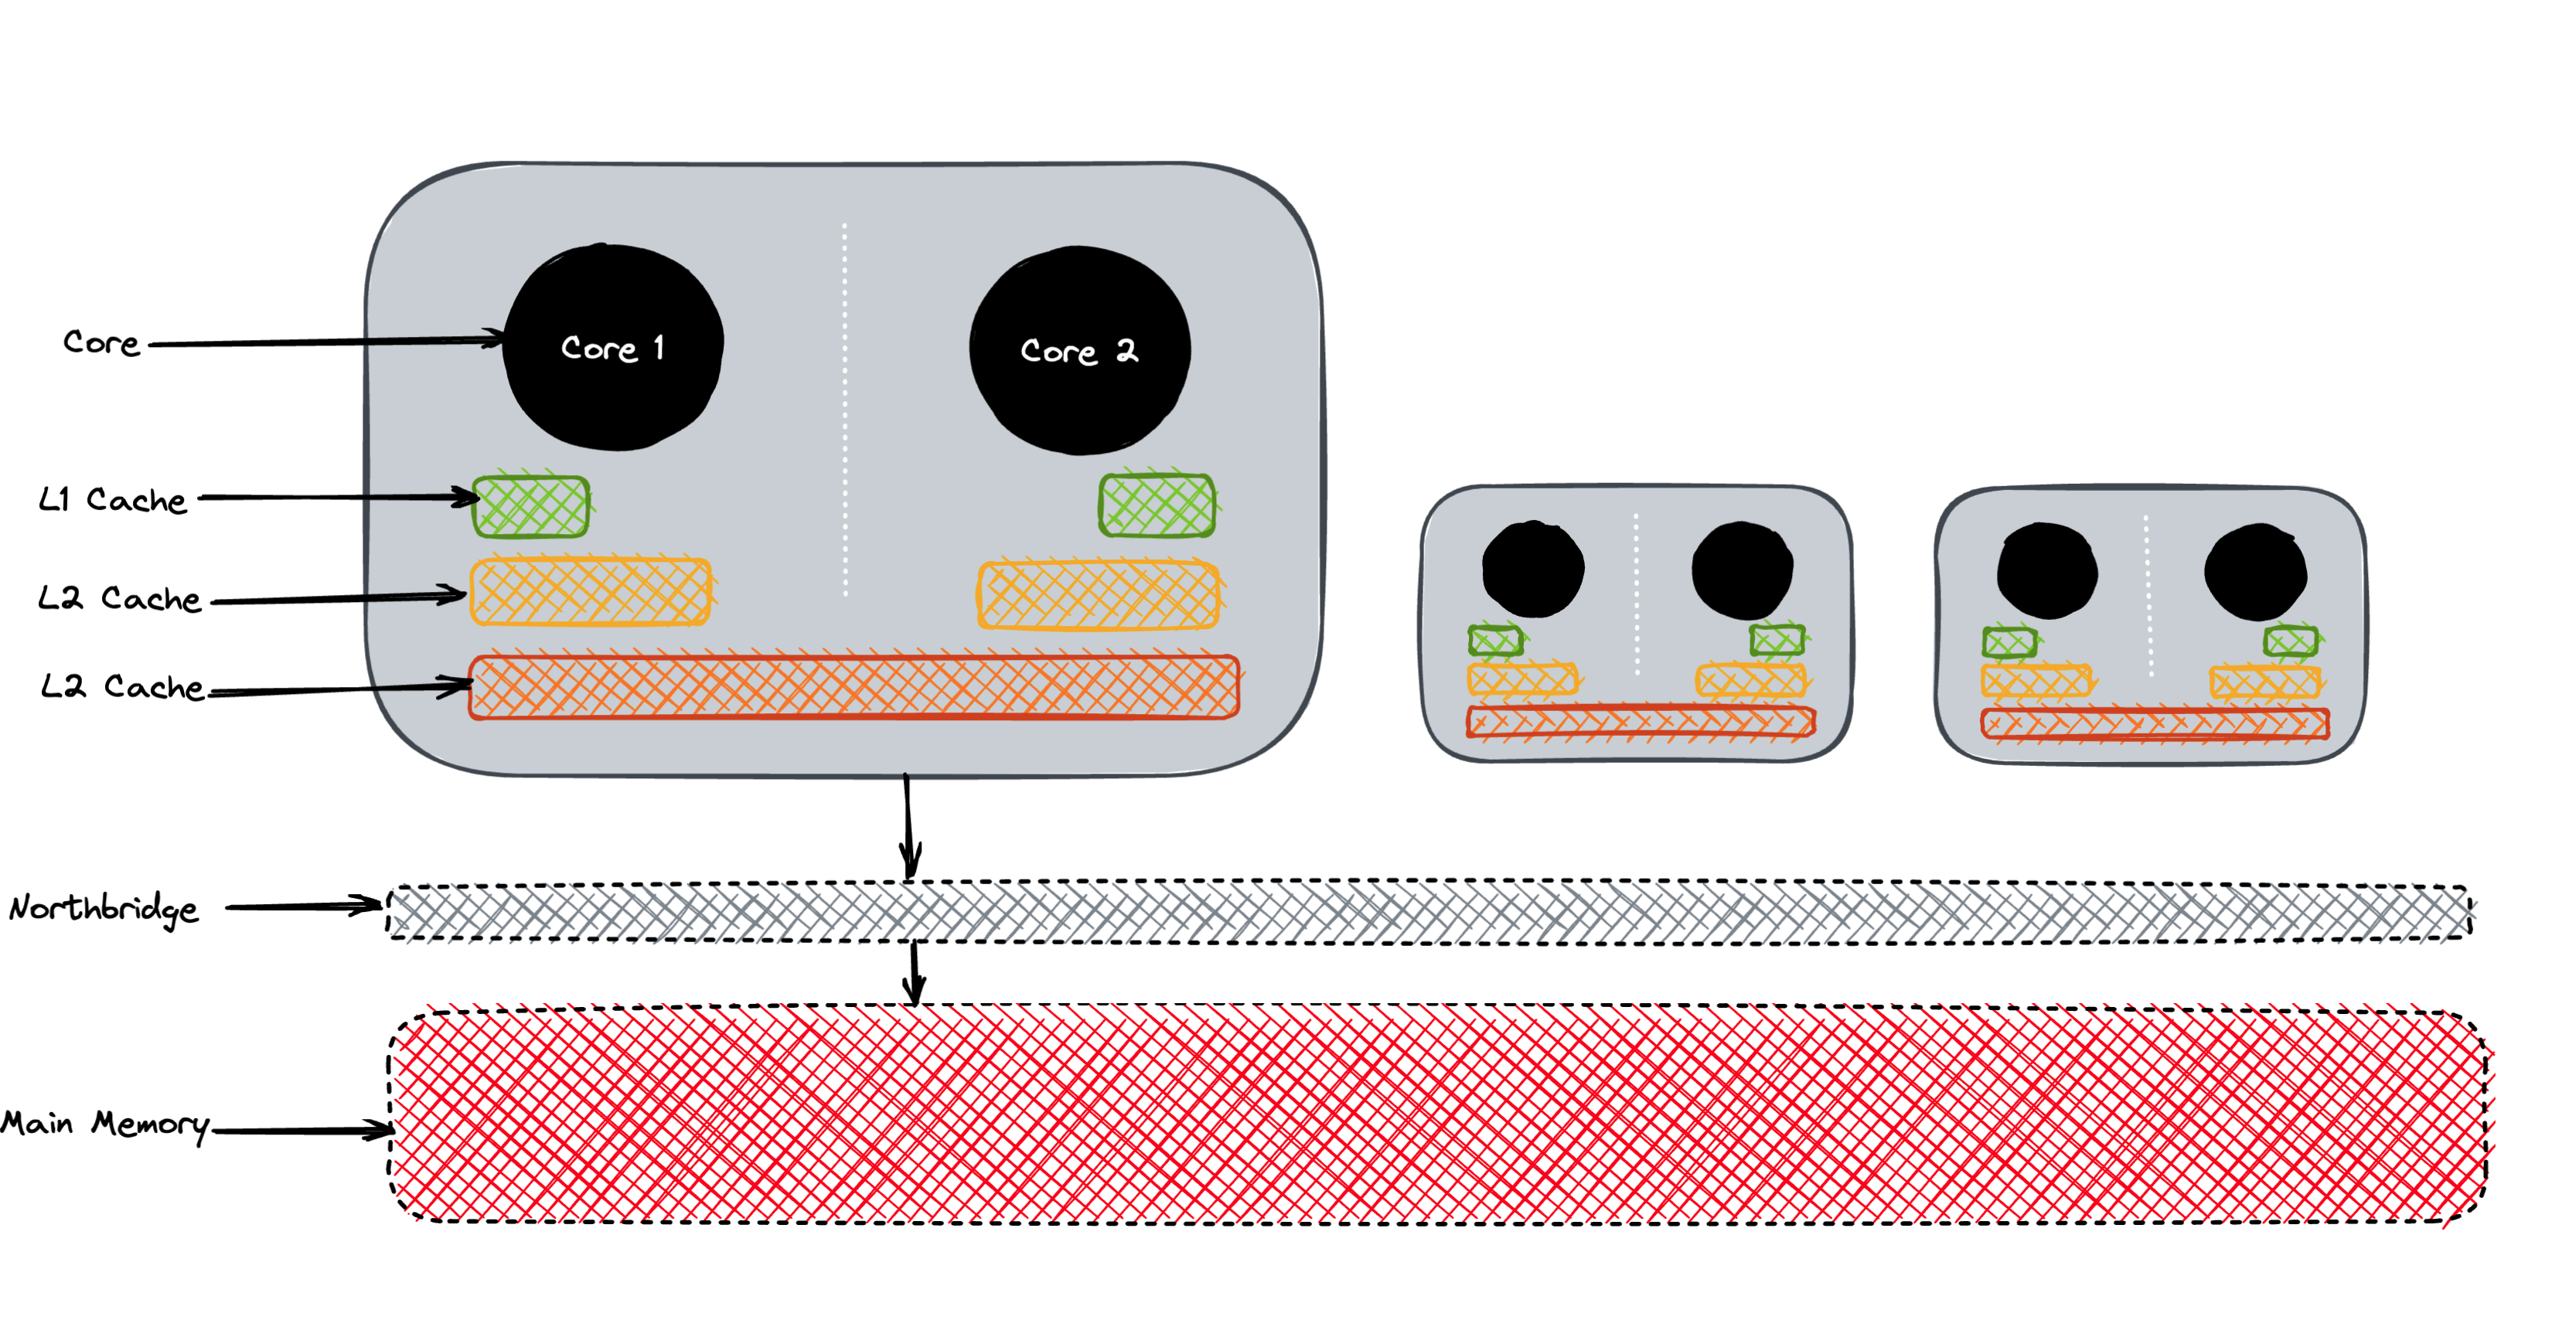 Core
Core 1
Core 2
L1 Cache
L2 Cache
L2 Cache
Northbridge
Main Memory